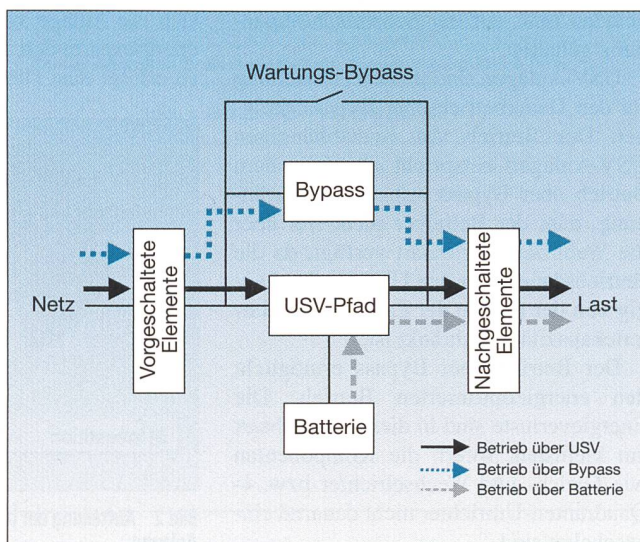 Wartungs-Bypass
Bypass
Vorgeschaltete
Elemente
Netz
USV-Pfad
Nachgeschaltete
Elemente
Last
Batterie
Betrieb über USV
Betrieb über Bypass
Betrieb über Batterie